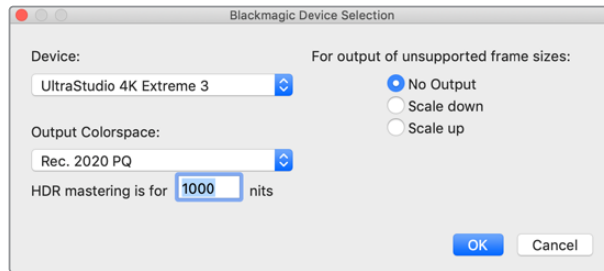 Blackmagic Device Selection
Device:
UltraStudio 4K Extreme 3
Output Colorspace:
Rec. 2020 PQ
HDR mastering is for 1000 nits
For output of unsupported frame sizes:
No Output
Scale down
Scale up
OK
Cancel